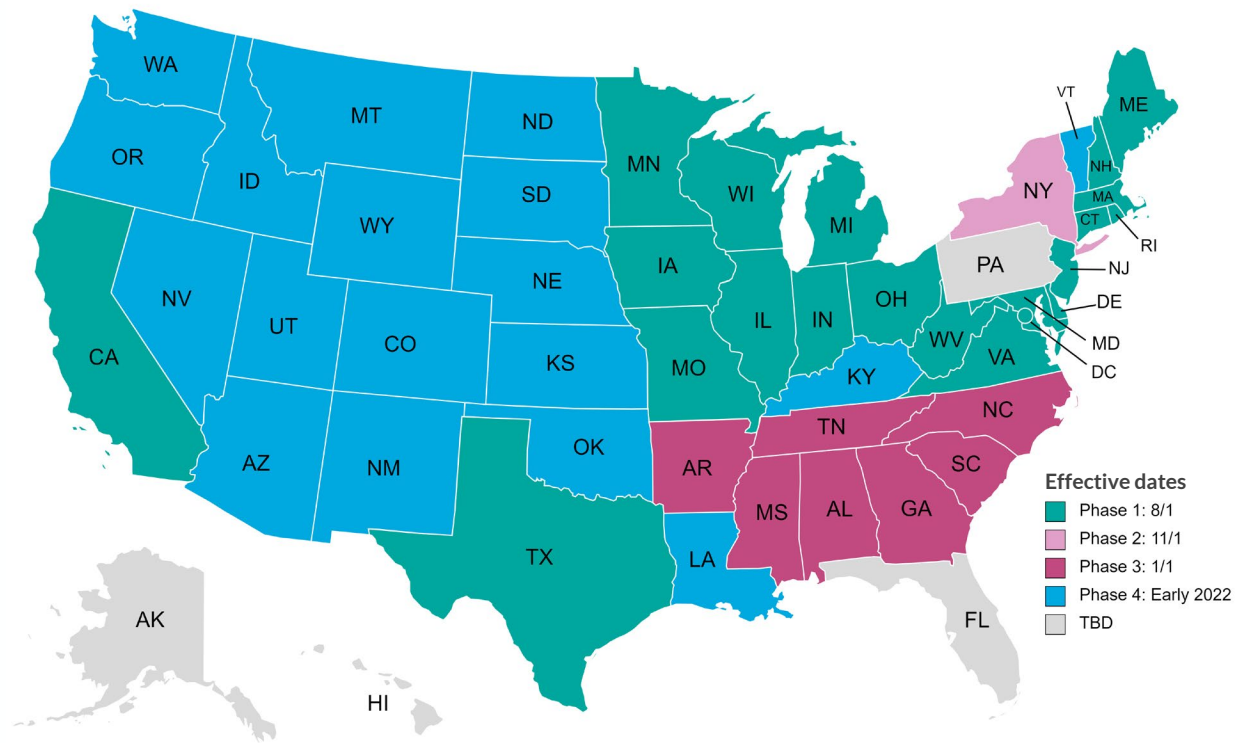 WA
MT
ND
MN
VT
ME
OR
ID
SD
WI
NH
NY
MA
WY
MI
CT
RI
IA
PA
NJ
NE
NV
OH
DE
UT
IL
IN
CO
WV
MD
CA
KS
MO
VA
DC
KY
NC
TN
OK
AZ
NM
AR
SC
MS
AL
GA
TX
LA
AK
FL
HI
Effective dates
Phase 1: 8/1
Phase 2: 11/1
Phase 3: 1/1
Phase 4: Early 2022
TBD